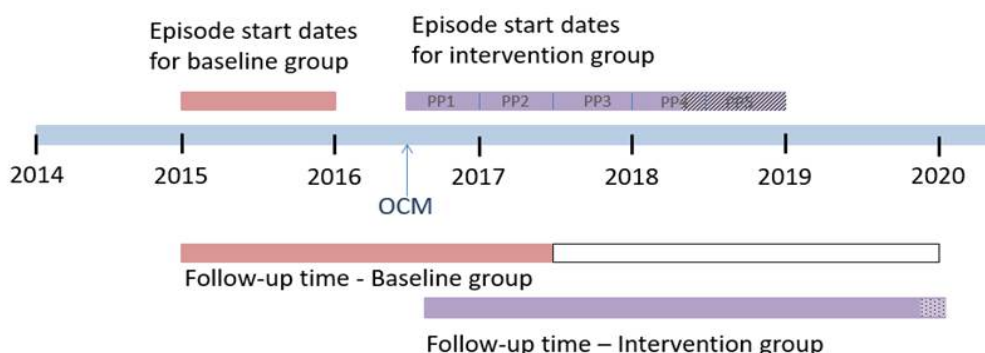 Episode start dates
for baseline group
Episode start dates
for intervention group
PP1 PP2 PP3 PP4 PP5
2014 2015 2016 2017 2018 2019 2020
OCM
Follow-up time - Baseline group
Follow-up time – Intervention group